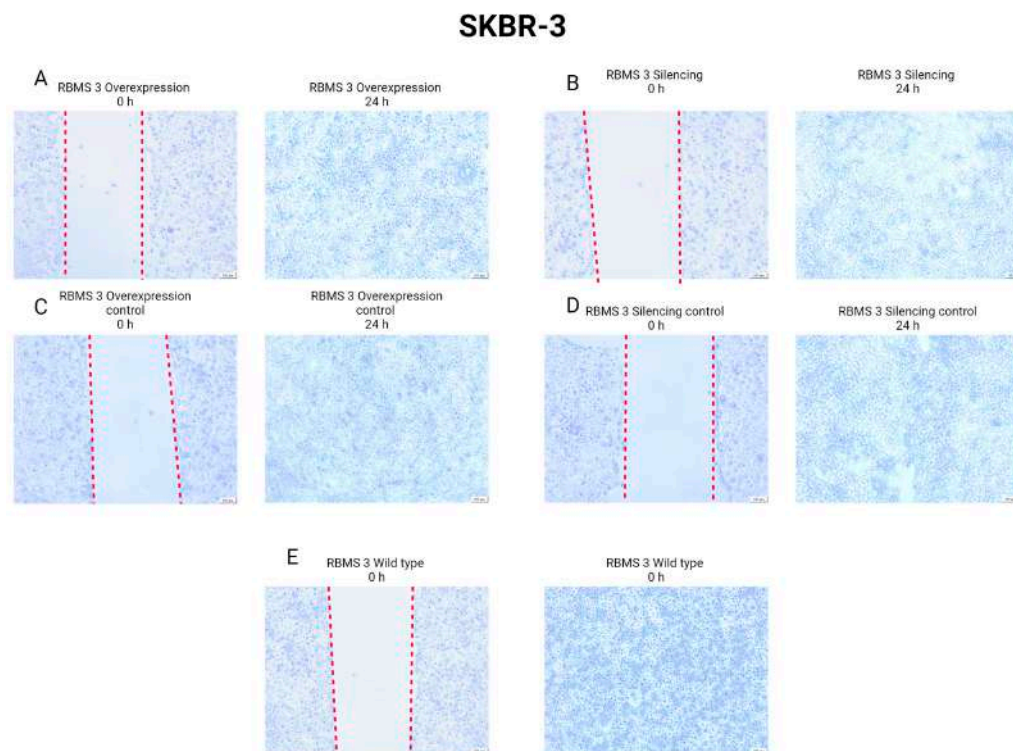 SKBR-3
A
RBMS 3 Overexpression
0 h
RBMS 3 Overexpression
24 h
B
RBMS 3 Silencing
0 h
RBMS 3 Silencing
24 h
C
RBMS 3 Overexpression
control
0 h
RBMS 3 Overexpression
control
24 h
D
RBMS 3 Silencing control
0 h
RBMS 3 Silencing control
24 h
E
RBMS 3 Wild type
0 h
RBMS 3 Wild type
0 h